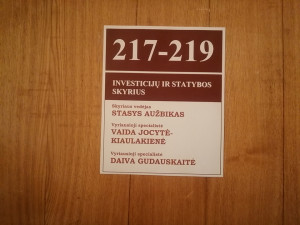 217-219
INVESTICIJŲ IR STATYBOS
SKYRIUS
Skyriaus vedėjas
STASYS AUŽBIKAS
Vyriausioji specialistė
VAIDA JOCYTĖ-
KIAULAKIENĖ
Vyriausioji specialistė
DAIVA GUDAUSKAITĖ